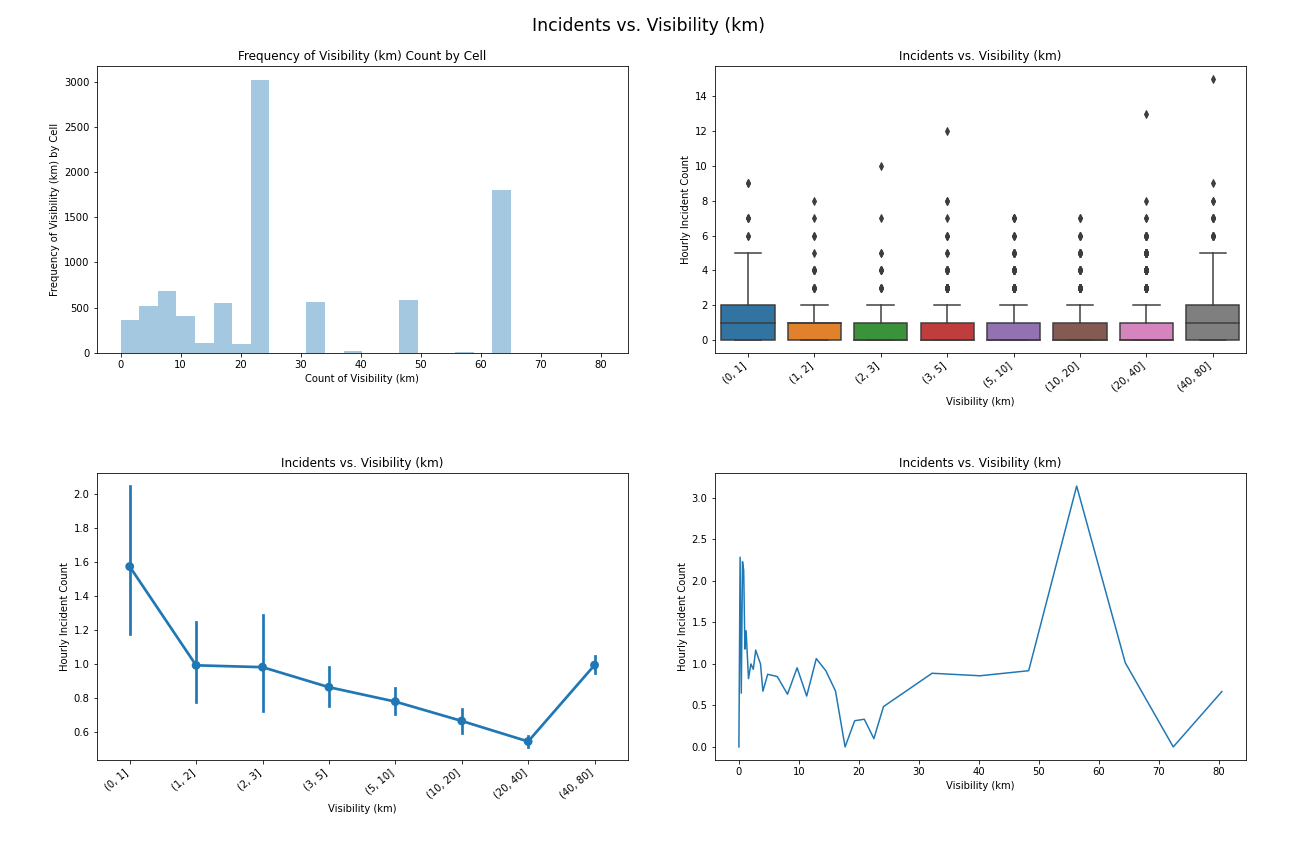 Incidents vs. Visibility (km)
Frequency of Visibility (km) Count by Cell
Frequency of Visibility (km) by Cell
3000
2500
2000
1500
1000
500
0
0 10 20 30 40 50 60 70 80
Count of Visibility (km)
Incidents vs. Visibility (km)
Hourly Incident Count
14
12
10
8
6
4
2
0
(0, 1] (1, 2] (2, 3] (3, 5] (5, 10] (10, 20] (20, 40] (40, 80]
Visibility (km)
Incidents vs. Visibility (km)
Hourly Incident Count
2.0
1.8
1.6
1.4
1.2
1.0
0.8
0.6
(0, 1] (1, 2] (2, 3] (3, 5] (5, 10] (10, 20] (20, 40] (40, 80]
Visibility (km)
Incidents vs. Visibility (km)
Hourly Incident Count
3.0
2.5
2.0
1.5
1.0
0.5
0.0
0 10 20 30 40 50 60 70 80
Visibility (km)